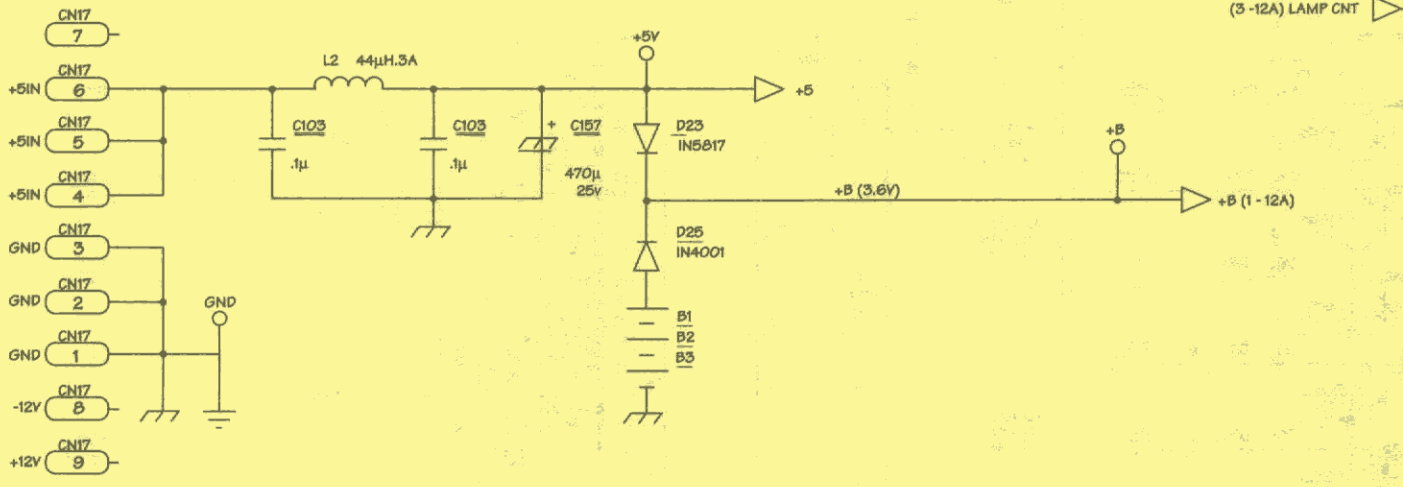 (3 -12A) LAMP CNT
CN17
7
+5V
L2 44µH.3A
CN17
+5IN 6
+5
C103
.1µ
C103
.1µ
+
C157
470µ
25v
D23
IN5817
CN17
+5IN 5
+B
CN17
+5IN 4
+B (3.6V)
+B (1 - 12A)
CN17
GND 3
D25
IN4001
CN17
GND 2
GND
B1
B2
B3
CN17
GND 1
CN17
-12V 8
CN17
+12V 9